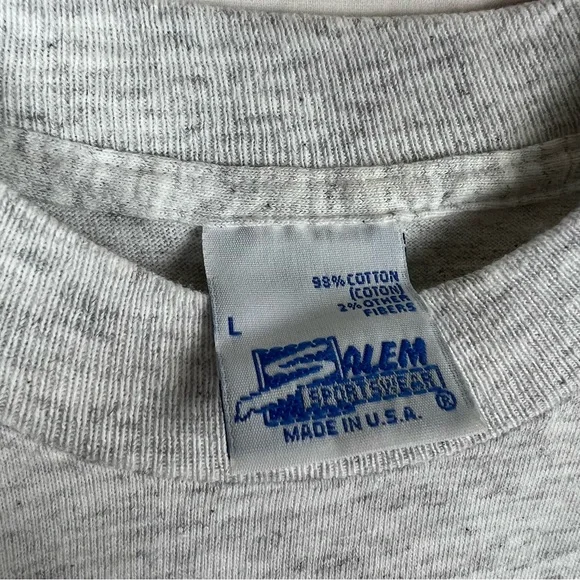 98% COTTON
(COTON)
2% OTHER
FIBERS
L
SALEM
SPORTSWEAR
®
MADE IN U.S.A.